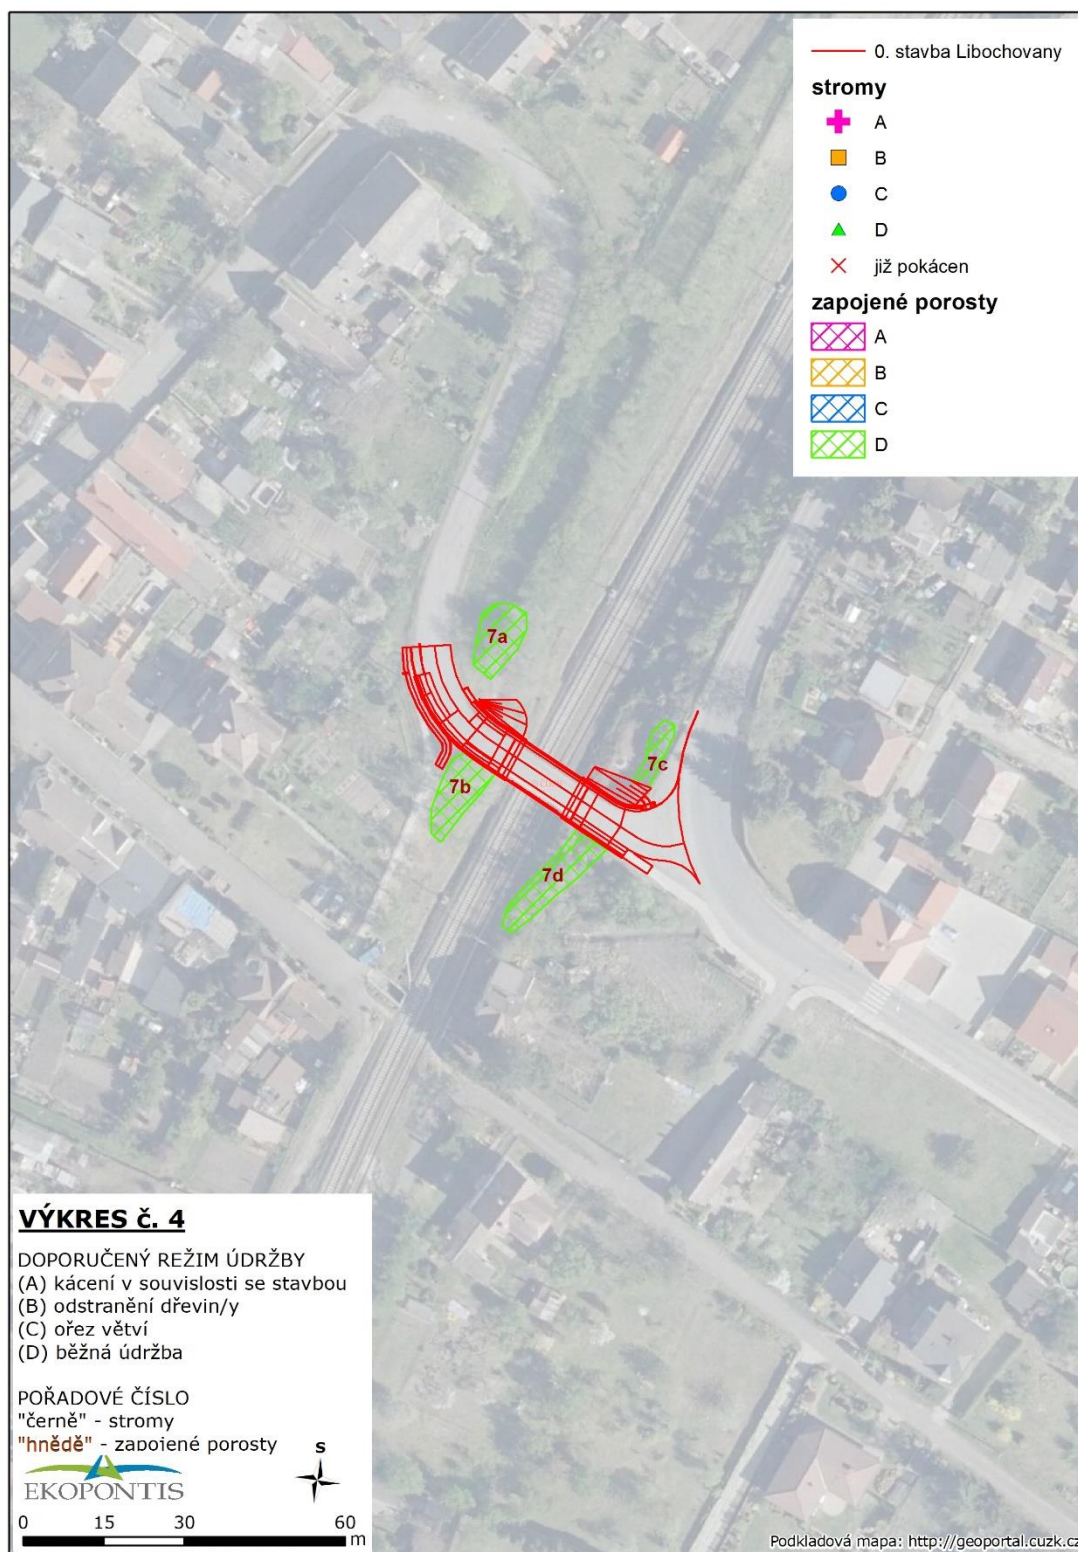 0. stavba Libochovany
stromy
A
B
C
D
již pokácen
zapojené porosty
A
B
C
D
7a
7b
7c
7d
VÝKRES č. 4
DOPORUČENÝ REŽIM ÚDRŽBY
(A) kácení v souvislosti se stavbou
(B) odstranění dřevin/y
(C) ořez větví
(D) běžná údržba
POŘADOVÉ ČÍSLO
"černě" - stromy
"hnědě" - zapojené porosty
S
EKOPONTIS
0 15 30 60
m
Podkladová mapa: http://geoportal.cuzk.cz